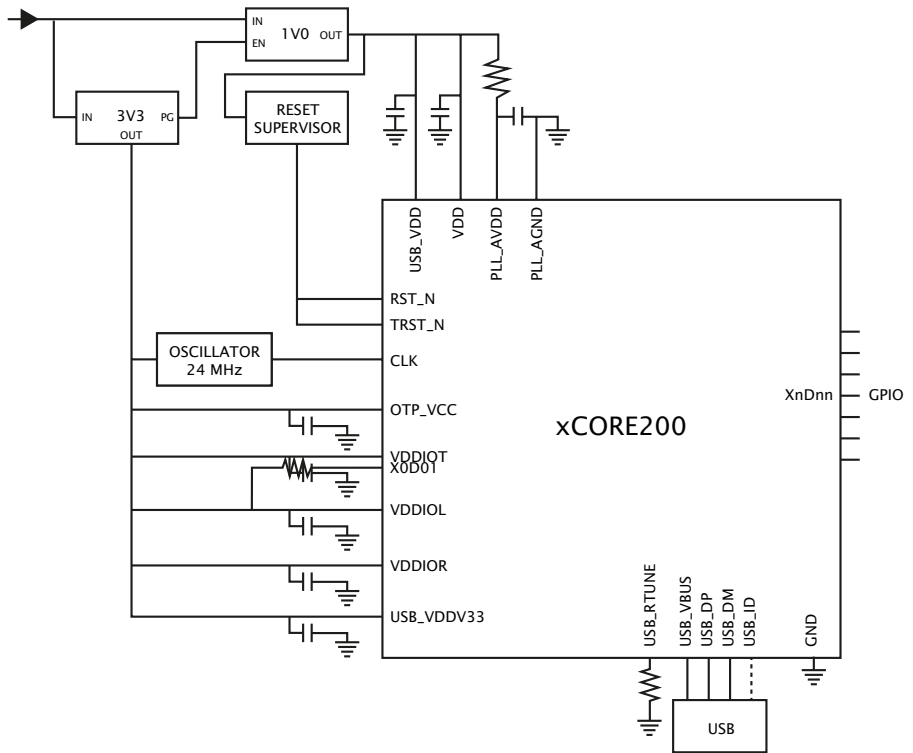 IN
1V0
OUT
EN
IN
3V3
PG
OUT
RESET
SUPERVISOR
USB_VDD
VDD
PLL_AVDD
PLL_AGND
RST_N
TRST_N
OSCILLATOR
24 MHz
CLK
OTP_VCC
VDDIOT
X0D01
VDDIOL
VDDIOR
USB_VDDV33
xCORE200
XnDnn
GPIO
USB_RTUNE
USB_VBUS
USB_DP
USB_DM
USB_ID
GND
USB